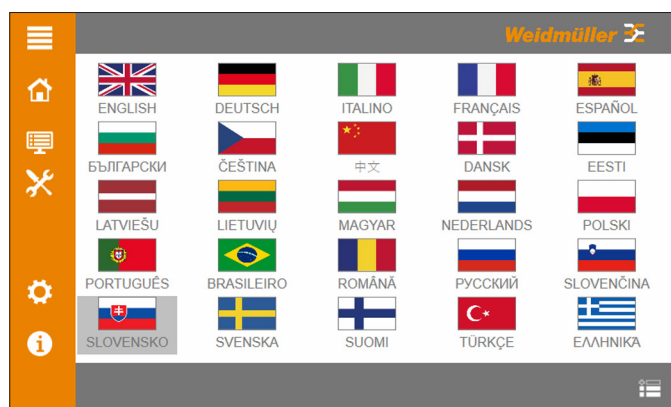 Weidmüller
ENGLISH DEUTSCH ITALINO FRANÇAIS ESPAÑOL
БЪЛГАРСКИ ČEŠTINA 中文 DANSK EESTI
LATVIEŠU LIETUVIŲ MAGYAR NEDERLANDS POLSKI
PORTUGUÊS BRASILEIRO ROMÂNĂ РУССКИЙ SLOVENČINA
SLOVENSKO SVENSKA SUOMI TÜRKÇE ΕΛΛΗΝΙΚΆ